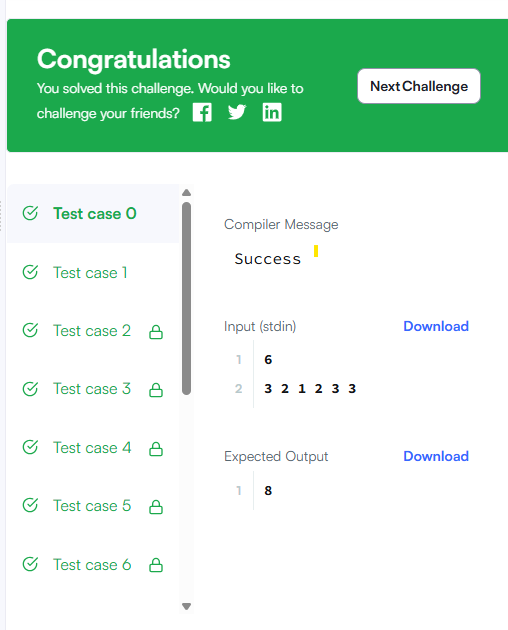 Congratulations
You solved this challenge. Would you like to
challenge your friends?
Next Challenge
Test case 0
Test case 1
Test case 2
Test case 3
Test case 4
Test case 5
Test case 6
Compiler Message
Success
Input (stdin)
Download
1 6
2 3 2 1 2 3 3
Expected Output
Download
1 8